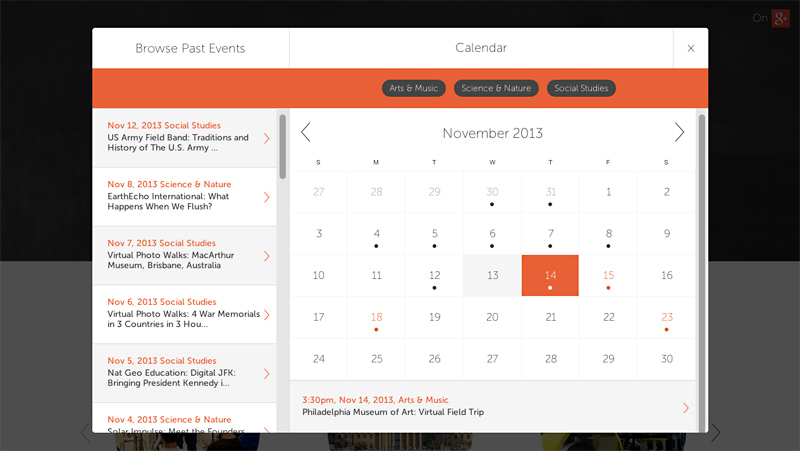 On g+
Browse Past Events
Calendar
x
Arts & Music
Science & Nature
Social Studies
Nov 12, 2013 Social Studies
US Army Field Band: Traditions and
History of The U.S. Army ...
Nov 8, 2013 Science & Nature
EarthEcho International: What
Happens When We Flush?
Nov 7, 2013 Social Studies
Virtual Photo Walks: MacArthur
Museum, Brisbane, Australia
Nov 6, 2013 Social Studies
Virtual Photo Walks: 4 War Memorials
in 3 Countries in 3 Hou...
Nov 5, 2013 Social Studies
Nat Geo Education: Digital JFK:
Bringing President Kennedy i...
Nov 4, 2013 Science & Nature
Solar Impulse: Meet the Founders
November 2013
S M T W T F S
27 28 29 30 31 1 2
3 4 5 6 7 8 9
10 11 12 13 14 15 16
17 18 19 20 21 22 23
24 25 26 27 28 29 30
3:30pm, Nov 14, 2013, Arts & Music
Philadelphia Museum of Art: Virtual Field Trip